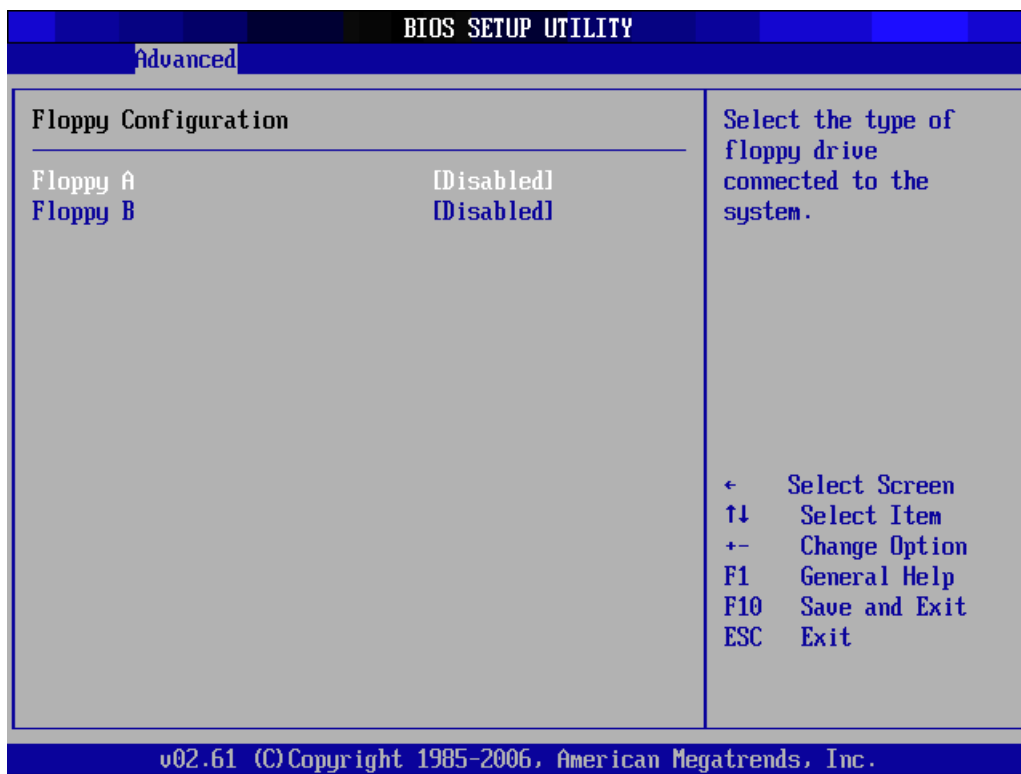 BIOS SETUP UTILITY
Advanced
Floppy Configuration
Floppy A [Disabled]
Floppy B [Disabled]
Select the type of
floppy drive
connected to the
system.
← Select Screen
↑↓ Select Item
+- Change Option
F1 General Help
F10 Save and Exit
ESC Exit
v02.61 (C)Copyright 1985-2006, American Megatrends, Inc.